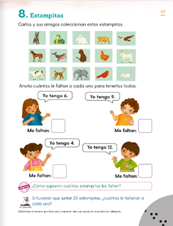 8. Estampitas
Carlos y sus amigos coleccionan estas estampitas.
Anota cuántas le faltan a cada uno para tenerlas todas.
Yo tengo 6.
Yo tengo 9.
Me faltan:
Me faltan:
Yo tengo 4.
Yo tengo 12.
Me faltan:
Me faltan:
¿Cómo supieron cuántas estampitas les faltan?
Si tuvieran que juntar 20 estampitas, ¿cuántas le faltarían a
cada uno?